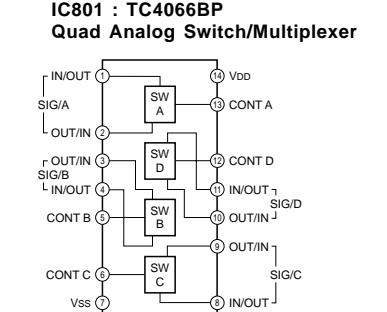 IC801 : TC4066BP
Quad Analog Switch/Multiplexer
IN/OUT 1 14 VDD
SW A
SIG/A 13 CONT A
OUT/IN 2
OUT/IN 3 SW D 12 CONT D
SIG/B
IN/OUT 4 11 IN/OUT
SIG/D
CONT B 5 SW B 10 OUT/IN
9 OUT/IN
CONT C 6 SW C SIG/C
VSS 7 8 IN/OUT